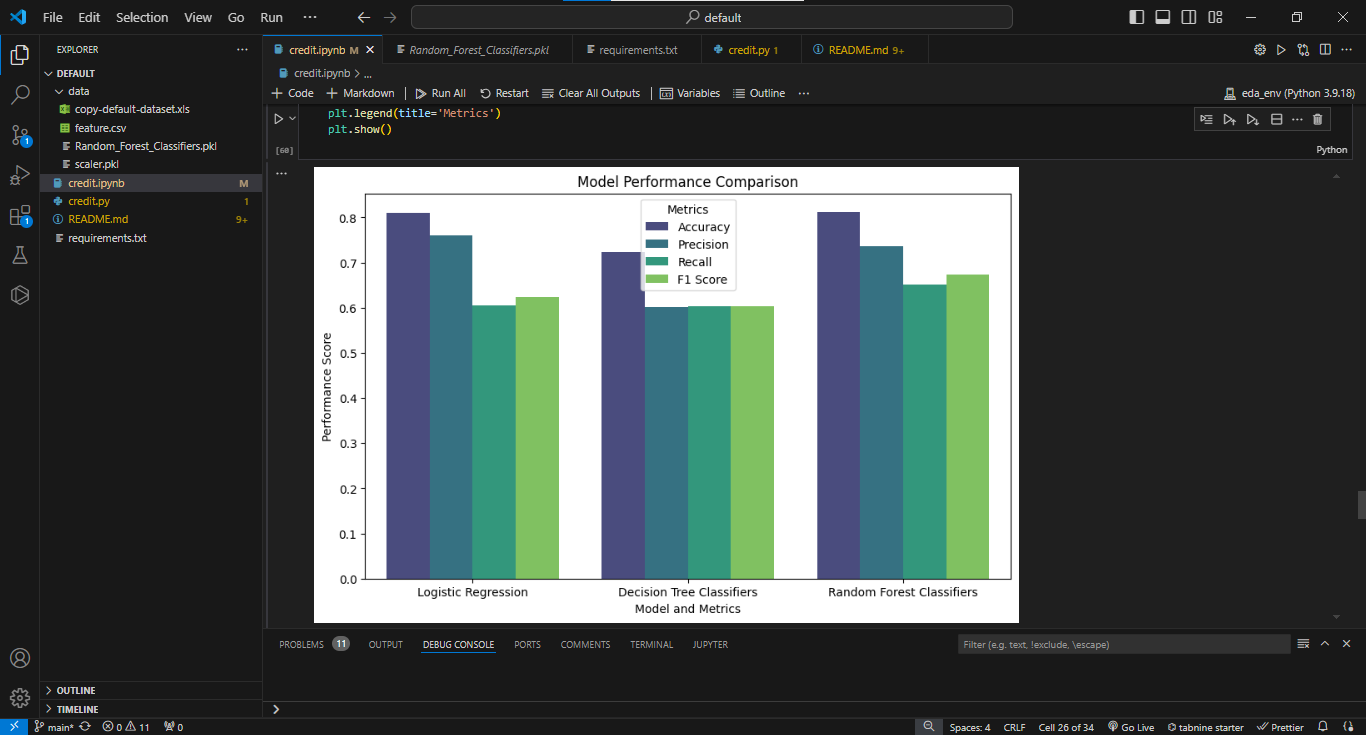 File Edit Selection View Go Run ··· default
EXPLORER ···
DEFAULT
data
copy-default-dataset.xls
feature.csv
Random_Forest_Classifiers.pkl
scaler.pkl
credit.ipynb M
credit.py 1
README.md 9+
requirements.txt
OUTLINE
TIMELINE
1
1
credit.ipynb M Random_Forest_Classifiers.pkl requirements.txt credit.py 1 README.md 9+
credit.ipynb > ...
+ Code + Markdown Run All Restart Clear All Outputs Variables Outline ··· eda_env (Python 3.9.18)
plt.legend(title='Metrics')
plt.show()
[60]
Python
Model Performance Comparison
Metrics
Accuracy
Precision
Recall
F1 Score
Performance Score
0.8
0.7
0.6
0.5
0.4
0.3
0.2
0.1
0.0
Logistic Regression Decision Tree Classifiers Random Forest Classifiers
Model and Metrics
PROBLEMS 11 OUTPUT DEBUG CONSOLE PORTS COMMENTS TERMINAL JUPYTER Filter (e.g. text, !exclude, \escape)
main* 0 11 0 Spaces: 4 CRLF Cell 26 of 34 Go Live tabnine starter Prettier